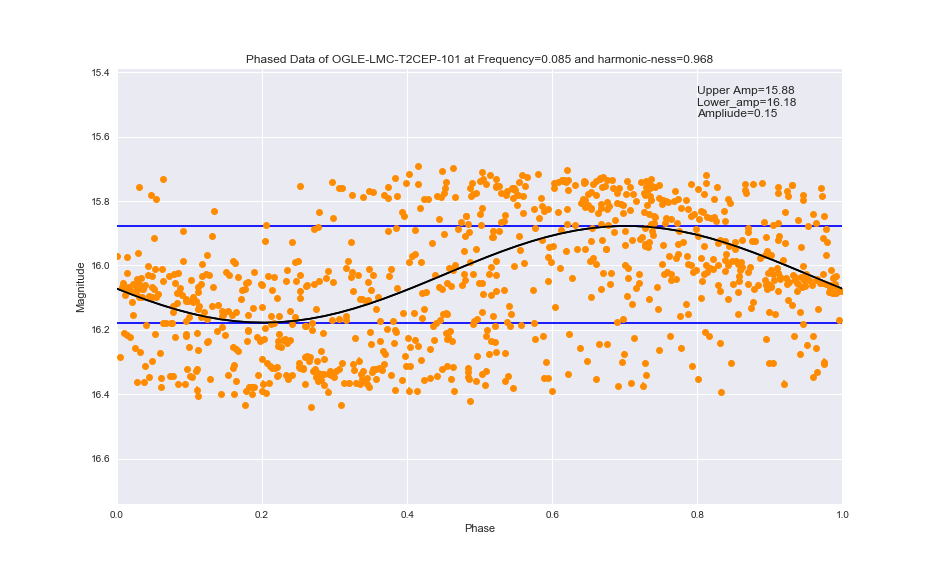 Phased Data of OGLE-LMC-T2CEP-101 at Frequency=0.085 and harmonic-ness=0.968
15.4
Upper Amp=15.88
Lower_amp=16.18
Ampliude=0.15
15.6
15.8
16.0
Magnitude
16.2
16.4
16.6
0.0 0.2 0.4 0.6 0.8 1.0
Phase